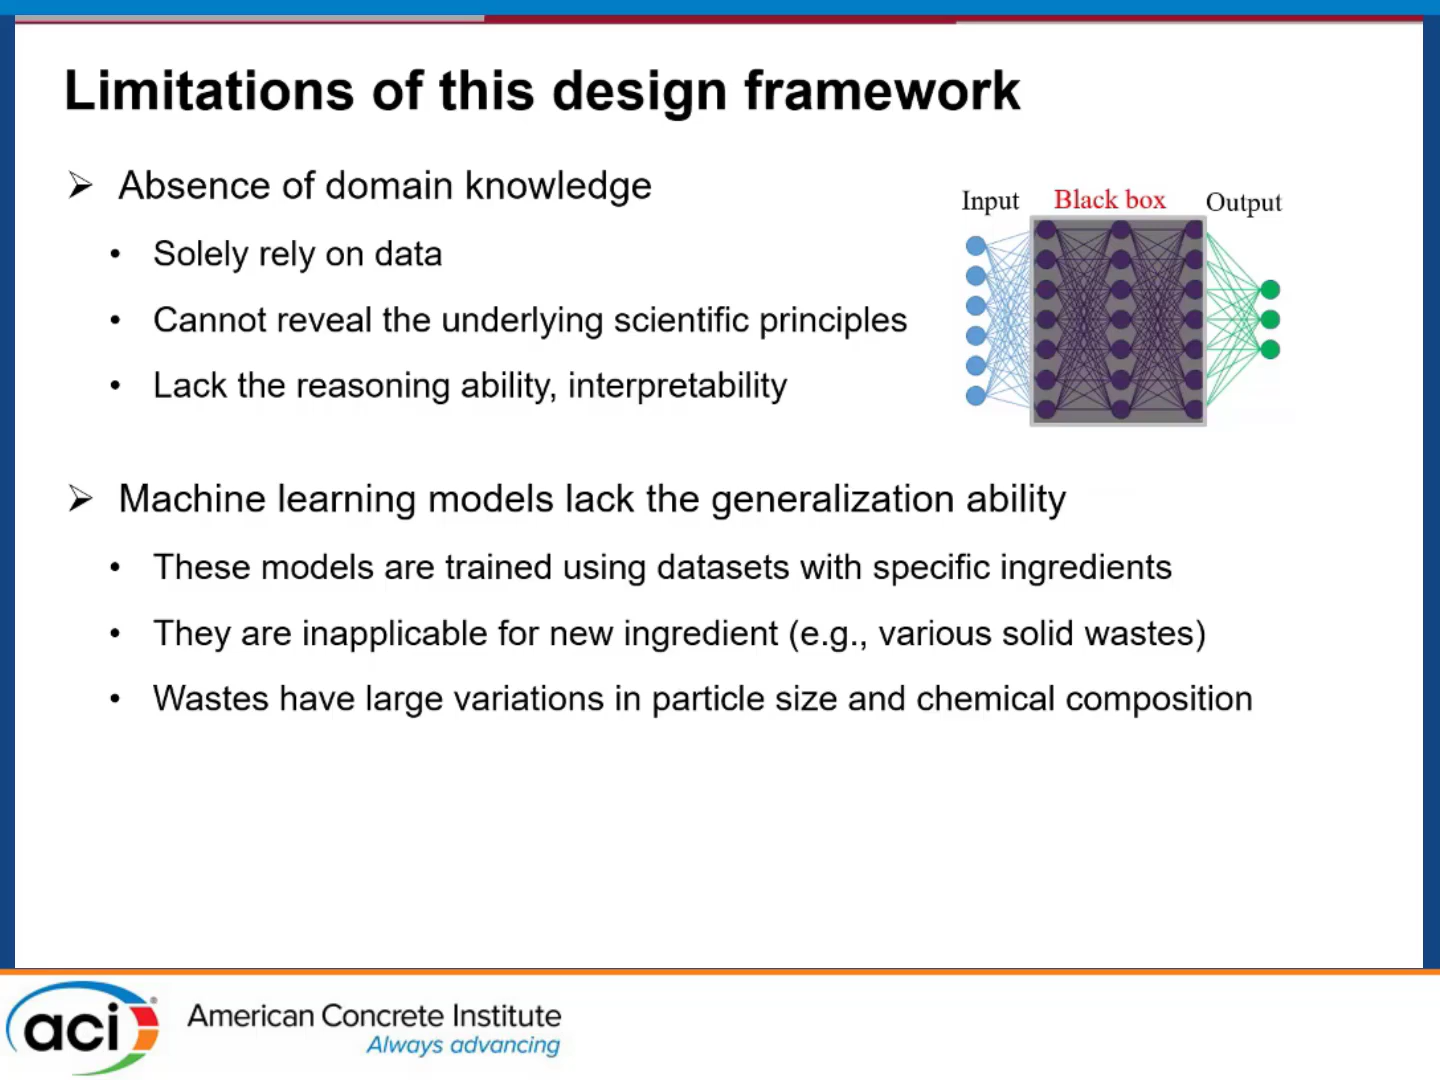 Limitations of this design framework
➢ Absence of domain knowledge
• Solely rely on data
• Cannot reveal the underlying scientific principles
• Lack the reasoning ability, interpretability
Input Black box Output
➢ Machine learning models lack the generalization ability
• These models are trained using datasets with specific ingredients
• They are inapplicable for new ingredient (e.g., various solid wastes)
• Wastes have large variations in particle size and chemical composition
aci®
American Concrete Institute
Always advancing